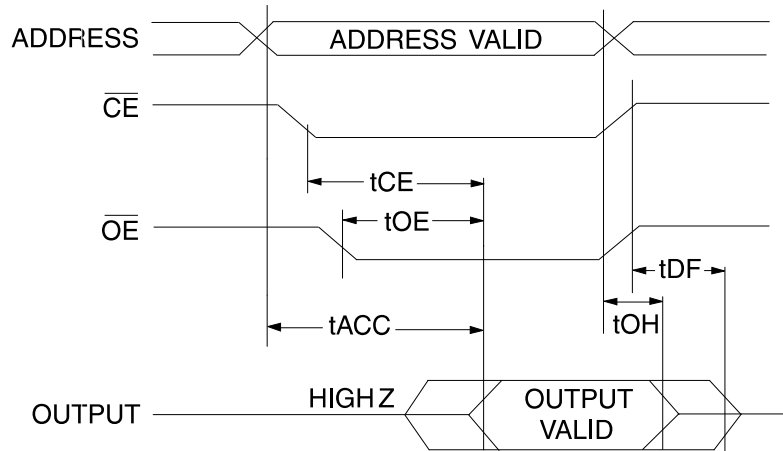 ADDRESS
ADDRESS VALID
CE
tCE
OE
tOE
tDF
tACC
tOH
OUTPUT
HIGH Z
OUTPUT
VALID